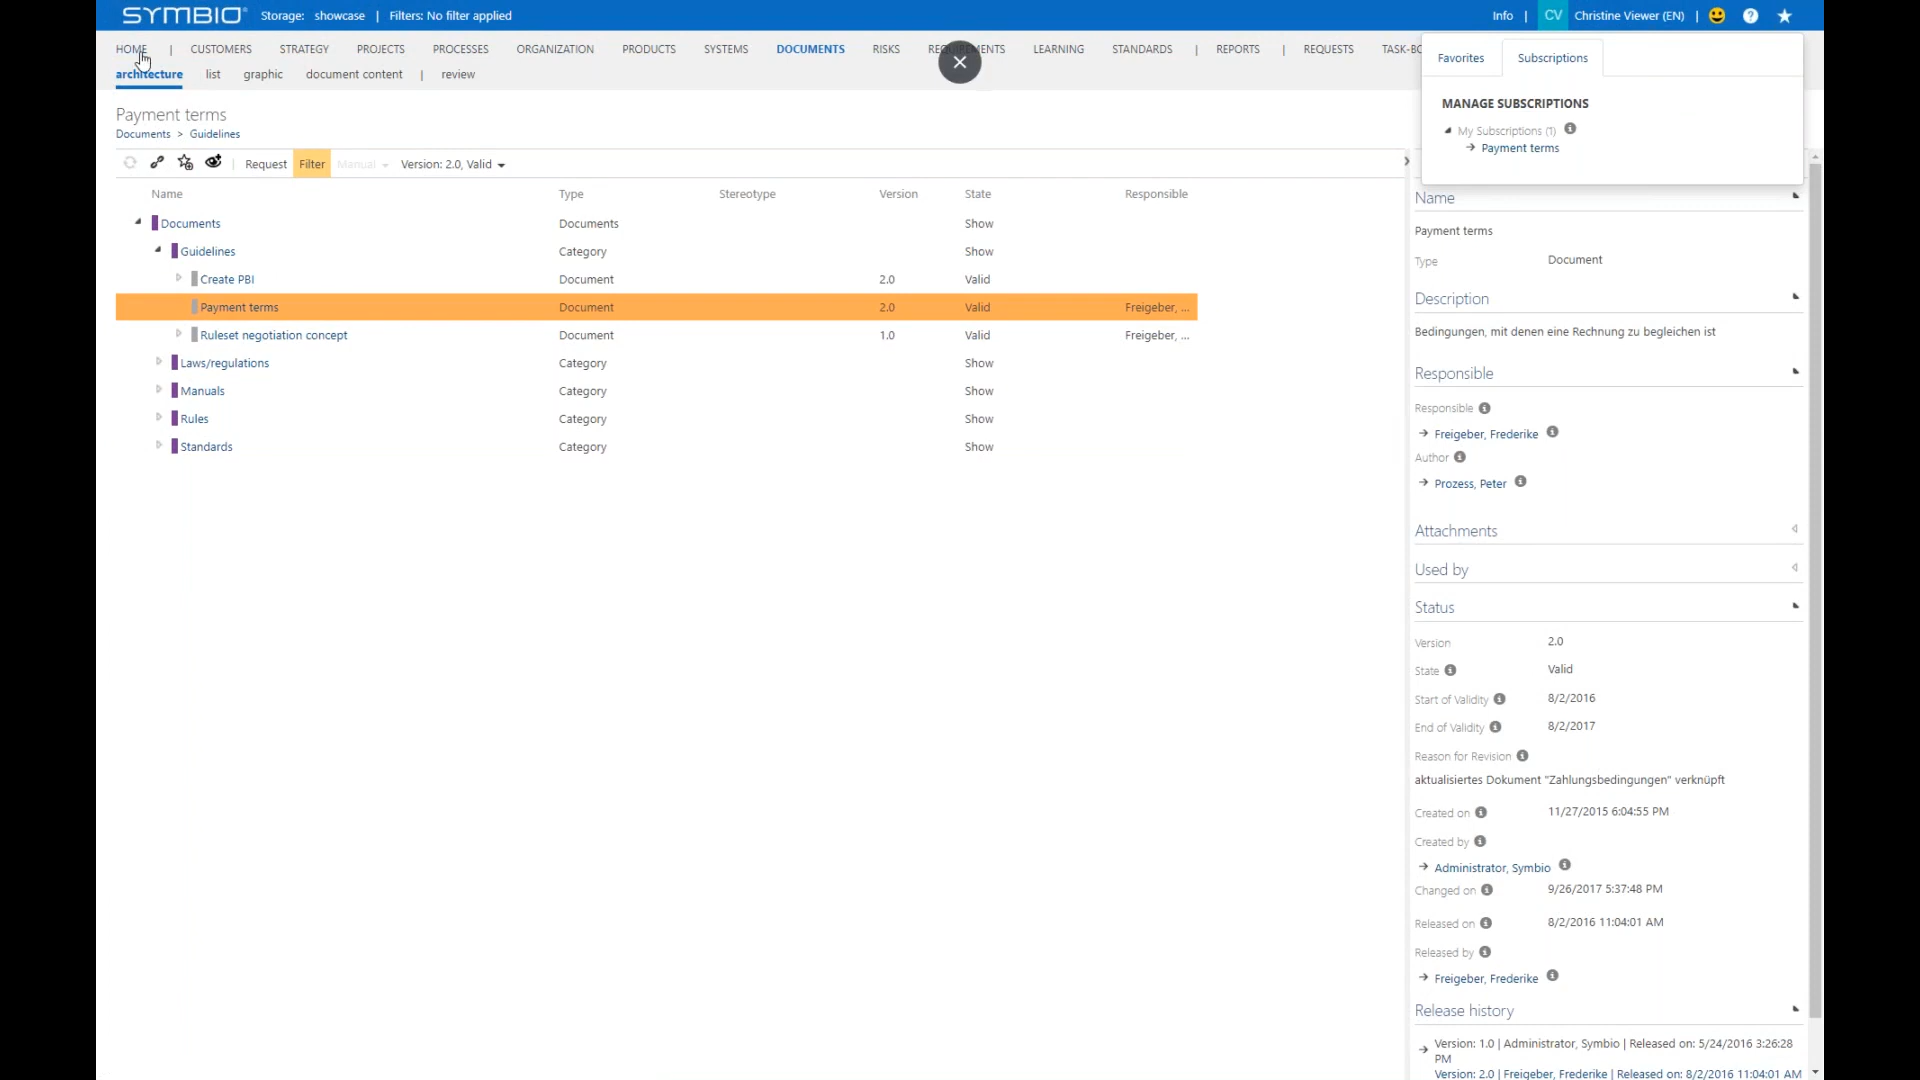 SYMBIO® Storage: showcase | Filters: No filter applied Info | CV Christine Viewer (EN) |
HOME | CUSTOMERS STRATEGY PROJECTS PROCESSES ORGANIZATION PRODUCTS SYSTEMS DOCUMENTS RISKS LEARNING STANDARDS | REPORTS | REQUESTS
architecture list graphic document content | review
Favorites Subscriptions
MANAGE SUBSCRIPTIONS
My Subscriptions (1)
Payment terms
Payment terms
Documents > Guidelines
Request Filter Manual Version: 2.0, Valid
Name Type Stereotype Version State Responsible
Documents Documents Show
Guidelines Category Show
Create PBI Document 2.0 Valid
Payment terms Document 2.0 Valid Freigeber, ...
Ruleset negotiation concept Document 1.0 Valid Freigeber, ...
Laws/regulations Category Show
Manuals Category Show
Rules Category Show
Standards Category Show
Name
Payment terms
Type Document
Description
Bedingungen, mit denen eine Rechnung zu begleichen ist
Responsible
Responsible
Freigeber, Frederike
Author
Prozess, Peter
Attachments
Used by
Status
Version 2.0
State Valid
Start of Validity 8/2/2016
End of Validity 8/2/2017
Reason for Revision
aktualisiertes Dokument "Zahlungsbedingungen" verknüpft
Created on 11/27/2015 6:04:55 PM
Created by
Administrator, Symbio
Changed on 9/26/2017 5:37:48 PM
Released on 8/2/2016 11:04:01 AM
Released by
Freigeber, Frederike
Release history
Version: 1.0 | Administrator, Symbio | Released on: 5/24/2016 3:26:28
PM
Version: 2.0 | Freigeber, Frederike | Released on: 8/2/2016 11:04:01 AM